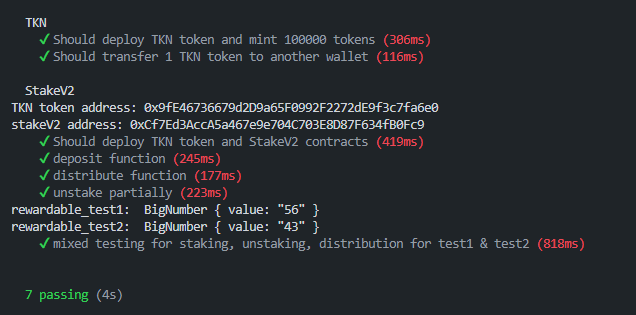 TKN
✓ Should deploy TKN token and mint 100000 tokens (306ms)
✓ Should transfer 1 TKN token to another wallet (116ms)
StakeV2
TKN token address: 0x9fE46736679d2D9a65F0992F2272dE9f3c7fa6e0
stakeV2 address: 0xCf7Ed3AccA5a467e9e704C703E8D87F634fB0Fc9
✓ Should deploy TKN token and StakeV2 contracts (419ms)
✓ deposit function (245ms)
✓ distribute function (177ms)
✓ unstake partially (223ms)
rewardable_test1:  BigNumber { value: "56" }
rewardable_test2:  BigNumber { value: "43" }
✓ mixed testing for staking, unstaking, distribution for test1 & test2 (818ms)
7 passing (4s)